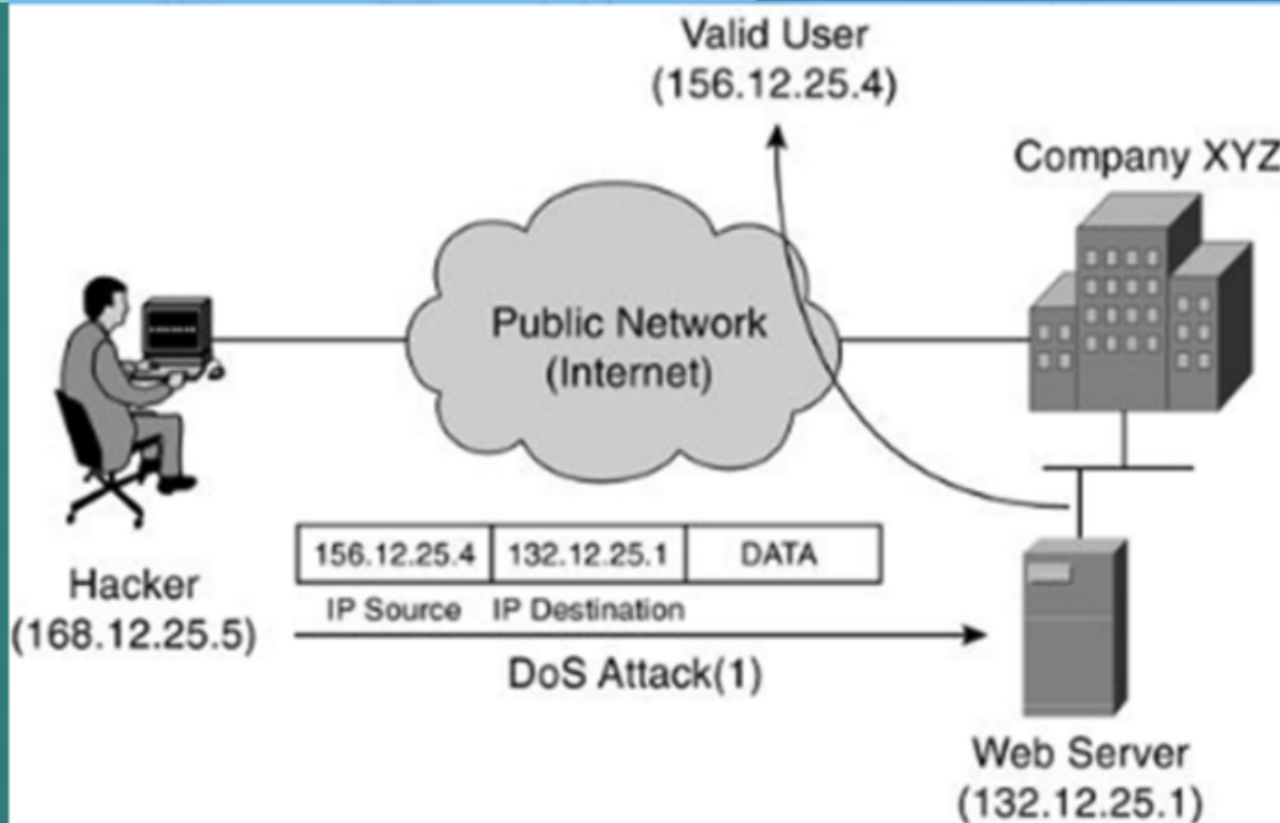 Valid User
(156.12.25.4)
Company XYZ
Public Network
(Internet)
156.12.25.4 132.12.25.1 DATA
IP Source IP Destination
Hacker
(168.12.25.5)
DoS Attack(1)
Web Server
(132.12.25.1)